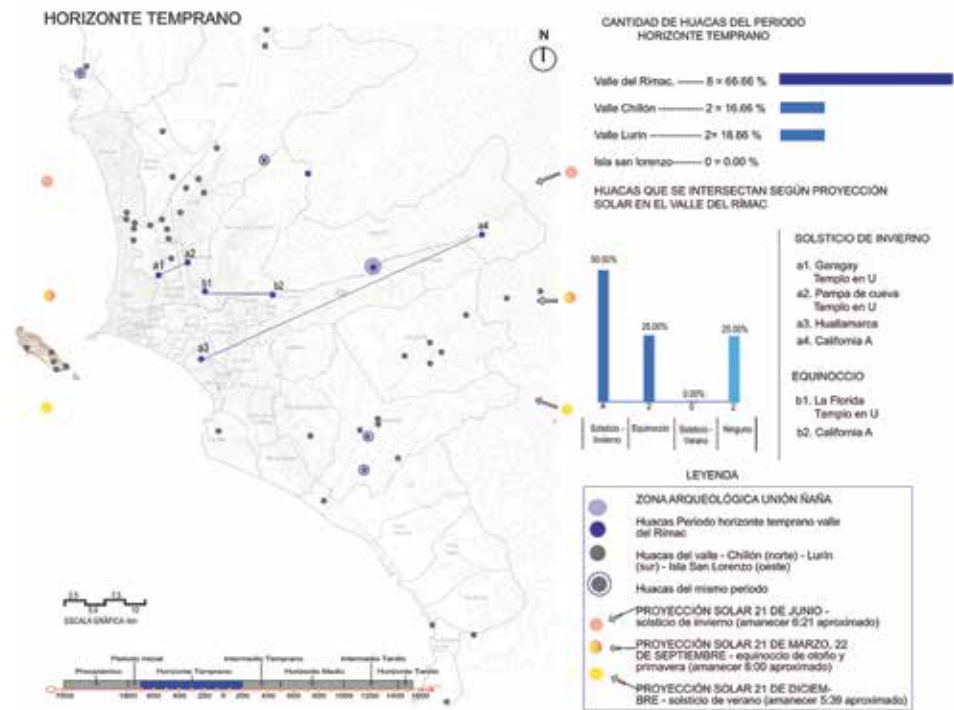 HORIZONTE TEMPRANO
N
a1
a2
b1
b2
a3
a4
ESCALA GRÁFICA km
Periodo Inicial
Intermedio Temprano
Intermedio Tardío
Precerámico
Horizonte Temprano
Horizonte Medio
Horizonte Tardío
CANTIDAD DE HUACAS DEL PERIODO
HORIZONTE TEMPRANO
Valle del Rímac. ------- 8 = 66.66 %
Valle Chillón ------------ 2 = 16.66 %
Valle Lurín --------------- 2= 16.66 %
Isla san lorenzo-------- 0 = 0.00 %
HUACAS QUE SE INTERSECTAN SEGÚN PROYECCIÓN
SOLAR EN EL VALLE DEL RÍMAC
50.00%
25.00%
0.00%
25.00%
4
2
0
2
Solsticio -
Invierno
Equinoccio
Solsticio -
Verano
Ninguno
SOLSTICIO DE INVIERNO
a1. Garagay
Templo en U
a2. Pampa de cueva
Templo en U
a3. Huallamarca
a4. California A
EQUINOCCIO
b1. La Florida
Templo en U
b2. California A
LEYENDA
ZONA ARQUEOLÓGICA UNIÓN ÑAÑA
Huacas Periodo horizonte temprano valle
del Rímac
Huacas del valle - Chillón (norte) - Lurín
(sur) - Isla San Lorenzo (oeste)
Huacas del mismo periodo
PROYECCIÓN SOLAR 21 DE JUNIO -
solsticio de invierno (amanecer 6:21 aproximado)
PROYECCIÓN SOLAR 21 DE MARZO, 22
DE SEPTIEMBRE - equinoccio de otoño y
primavera (amanecer 6:00 aproximado)
PROYECCIÓN SOLAR 21 DE DICIEM-
BRE - solsticio de verano (amanecer 5:39 aproximado)